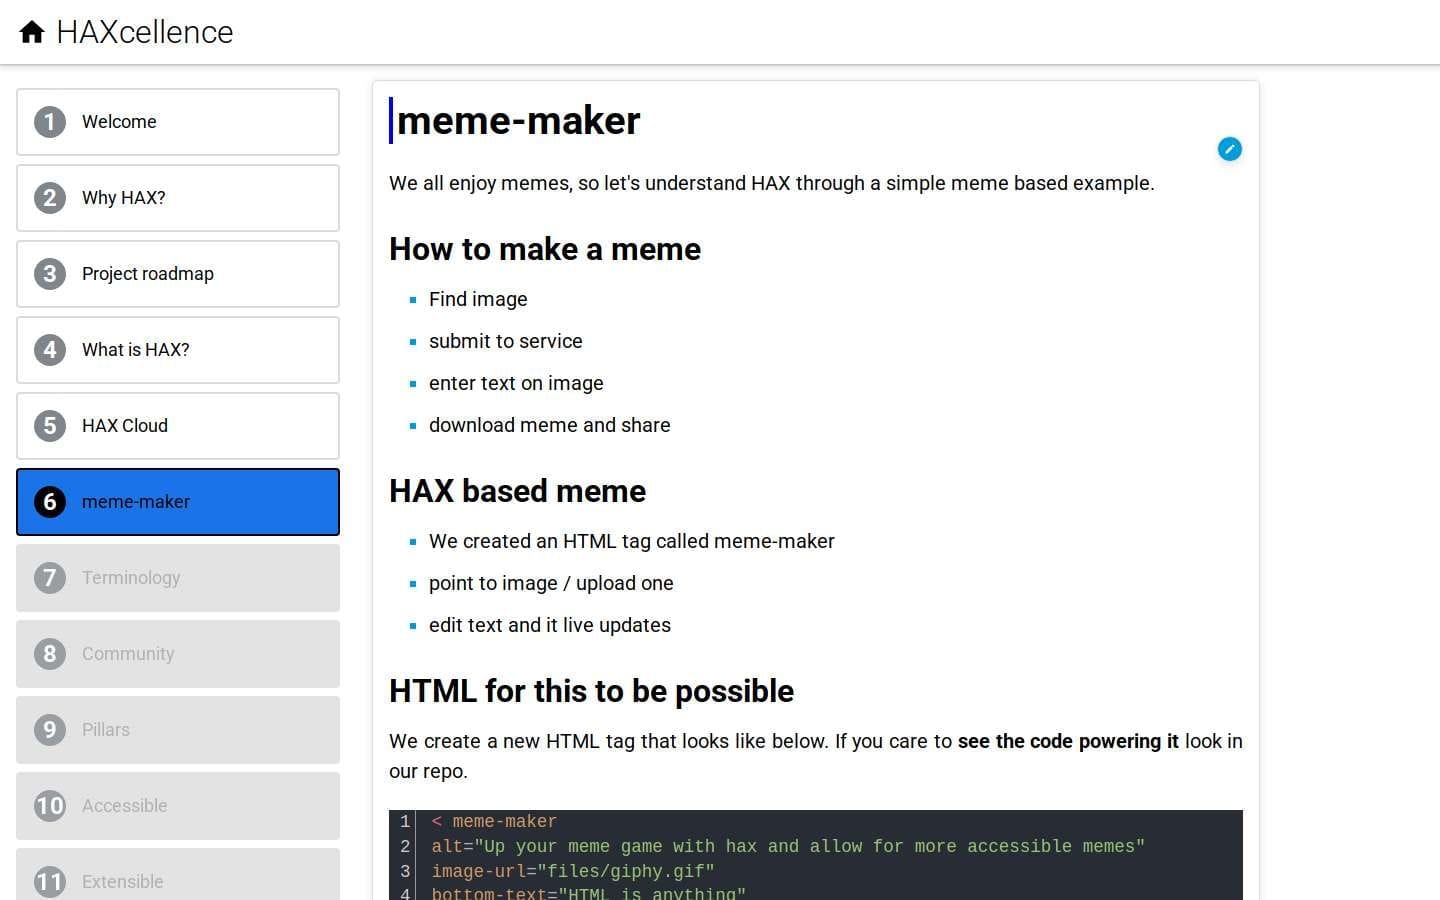 HAXcellence
1 Welcome
2 Why HAX?
3 Project roadmap
4 What is HAX?
5 HAX Cloud
6 meme-maker
7 Terminology
8 Community
9 Pillars
10 Accessible
11 Extensible
meme-maker
We all enjoy memes, so let's understand HAX through a simple meme based example.
How to make a meme
Find image
submit to service
enter text on image
download meme and share
HAX based meme
We created an HTML tag called meme-maker
point to image / upload one
edit text and it live updates
HTML for this to be possible
We create a new HTML tag that looks like below. If you care to see the code powering it look in
our repo.
1 < meme-maker
2 alt="Up your meme game with hax and allow for more accessible memes"
3 image-url="files/giphy.gif"
4 bottom-text="HTML is anything"